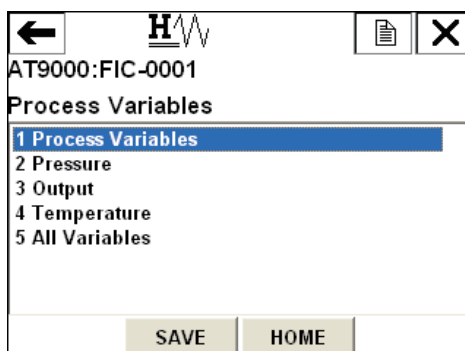 H
AT9000:FIC-0001
Process Variables
1 Process Variables
2 Pressure
3 Output
4 Temperature
5 All Variables
SAVE HOME